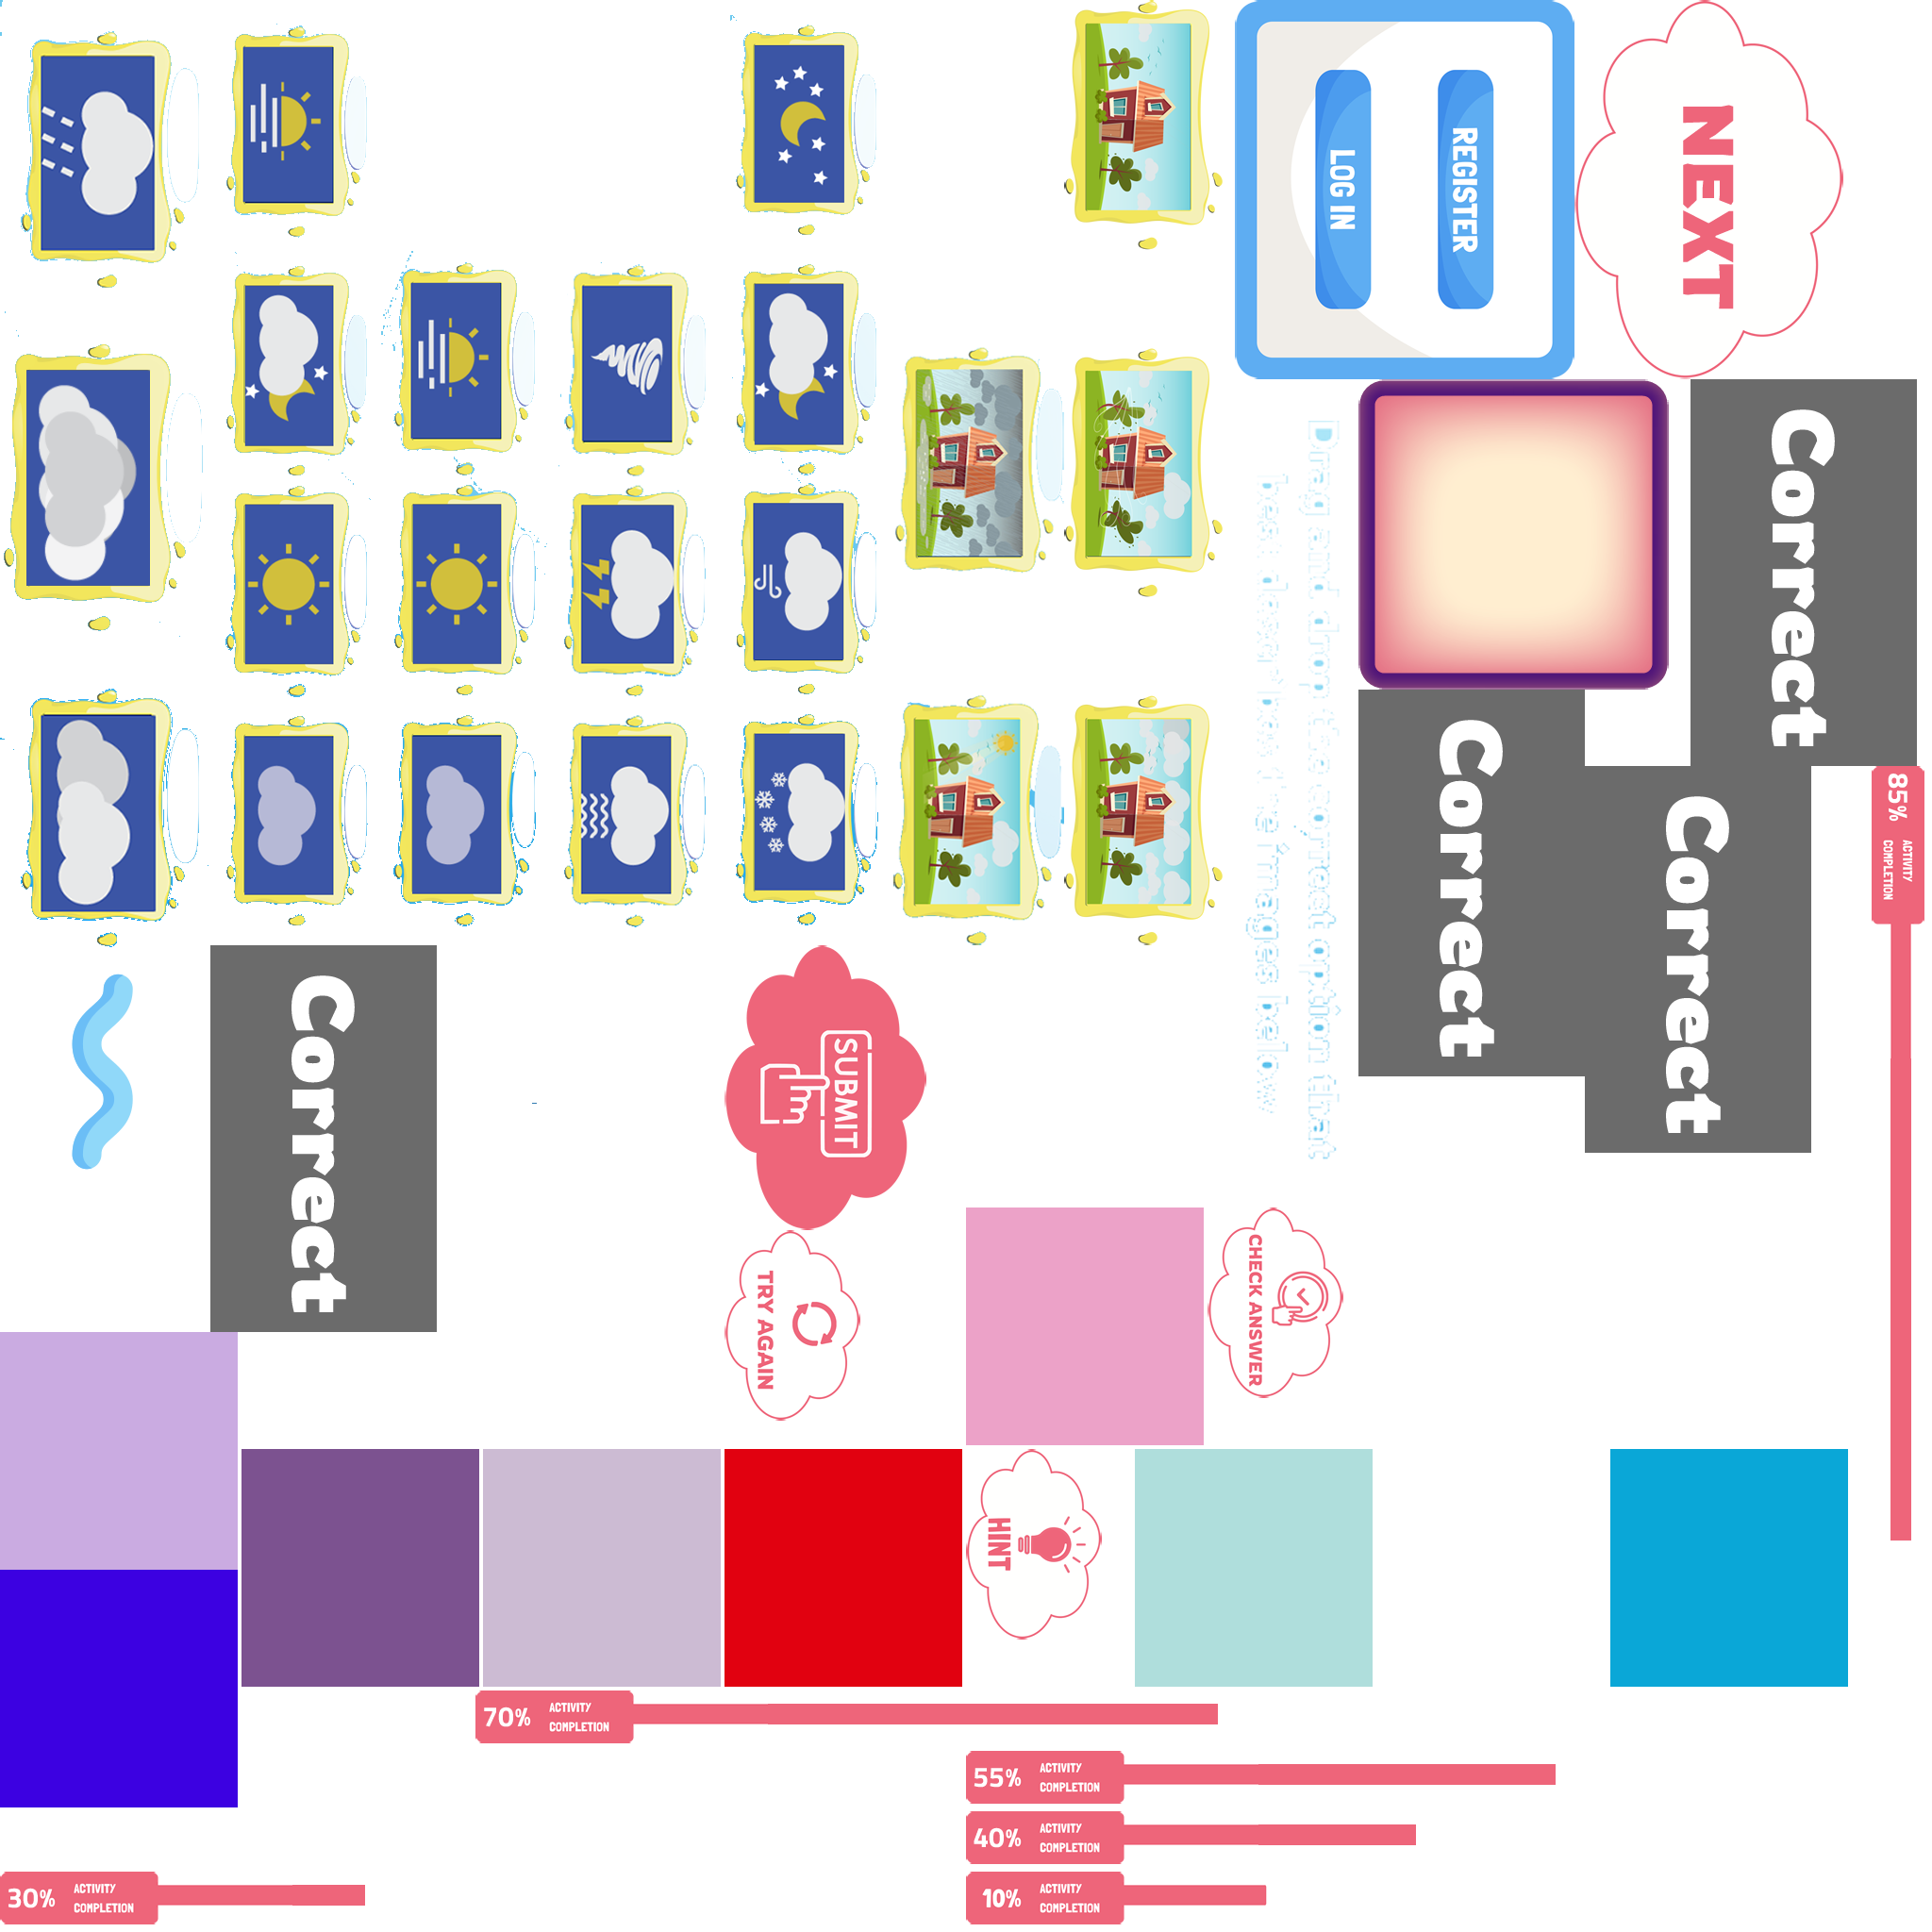 REGISTER
LOG IN
NEXT
Drag and drop the correct option that
best describes the images below.
Correct
Correct
Correct
85%
ACTIVITY
COMPLETION
Correct
SUBMIT
TRY AGAIN
CHECK ANSWER
HINT
70%
ACTIVITY
COMPLETION
55%
ACTIVITY
COMPLETION
40%
ACTIVITY
COMPLETION
30%
ACTIVITY
COMPLETION
10%
ACTIVITY
COMPLETION